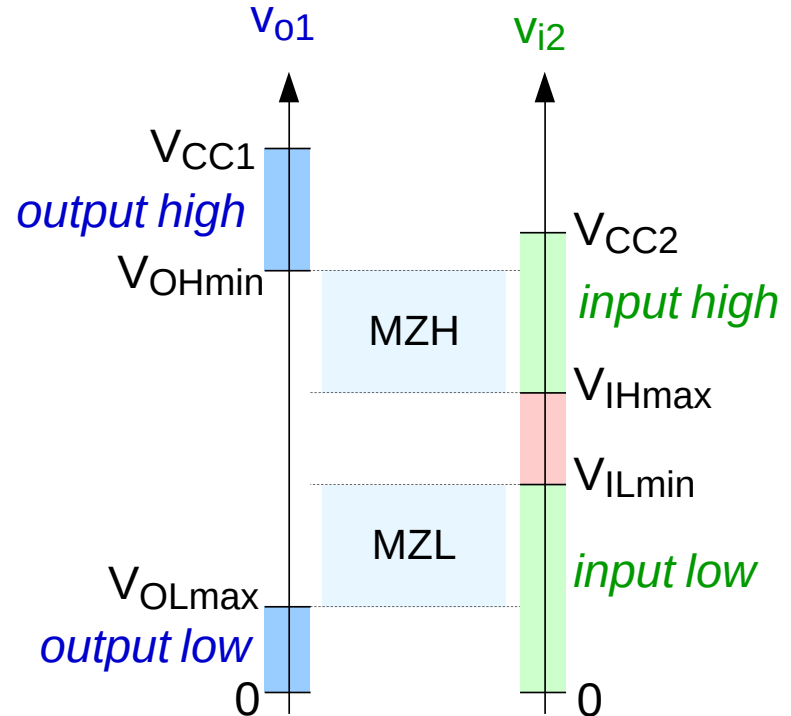 vo1
vi2
VCC1
output high
VCC2
VOHmin
input high
MZH
VIHmax
VILmin
MZL
input low
VOLmax
output low
0
0